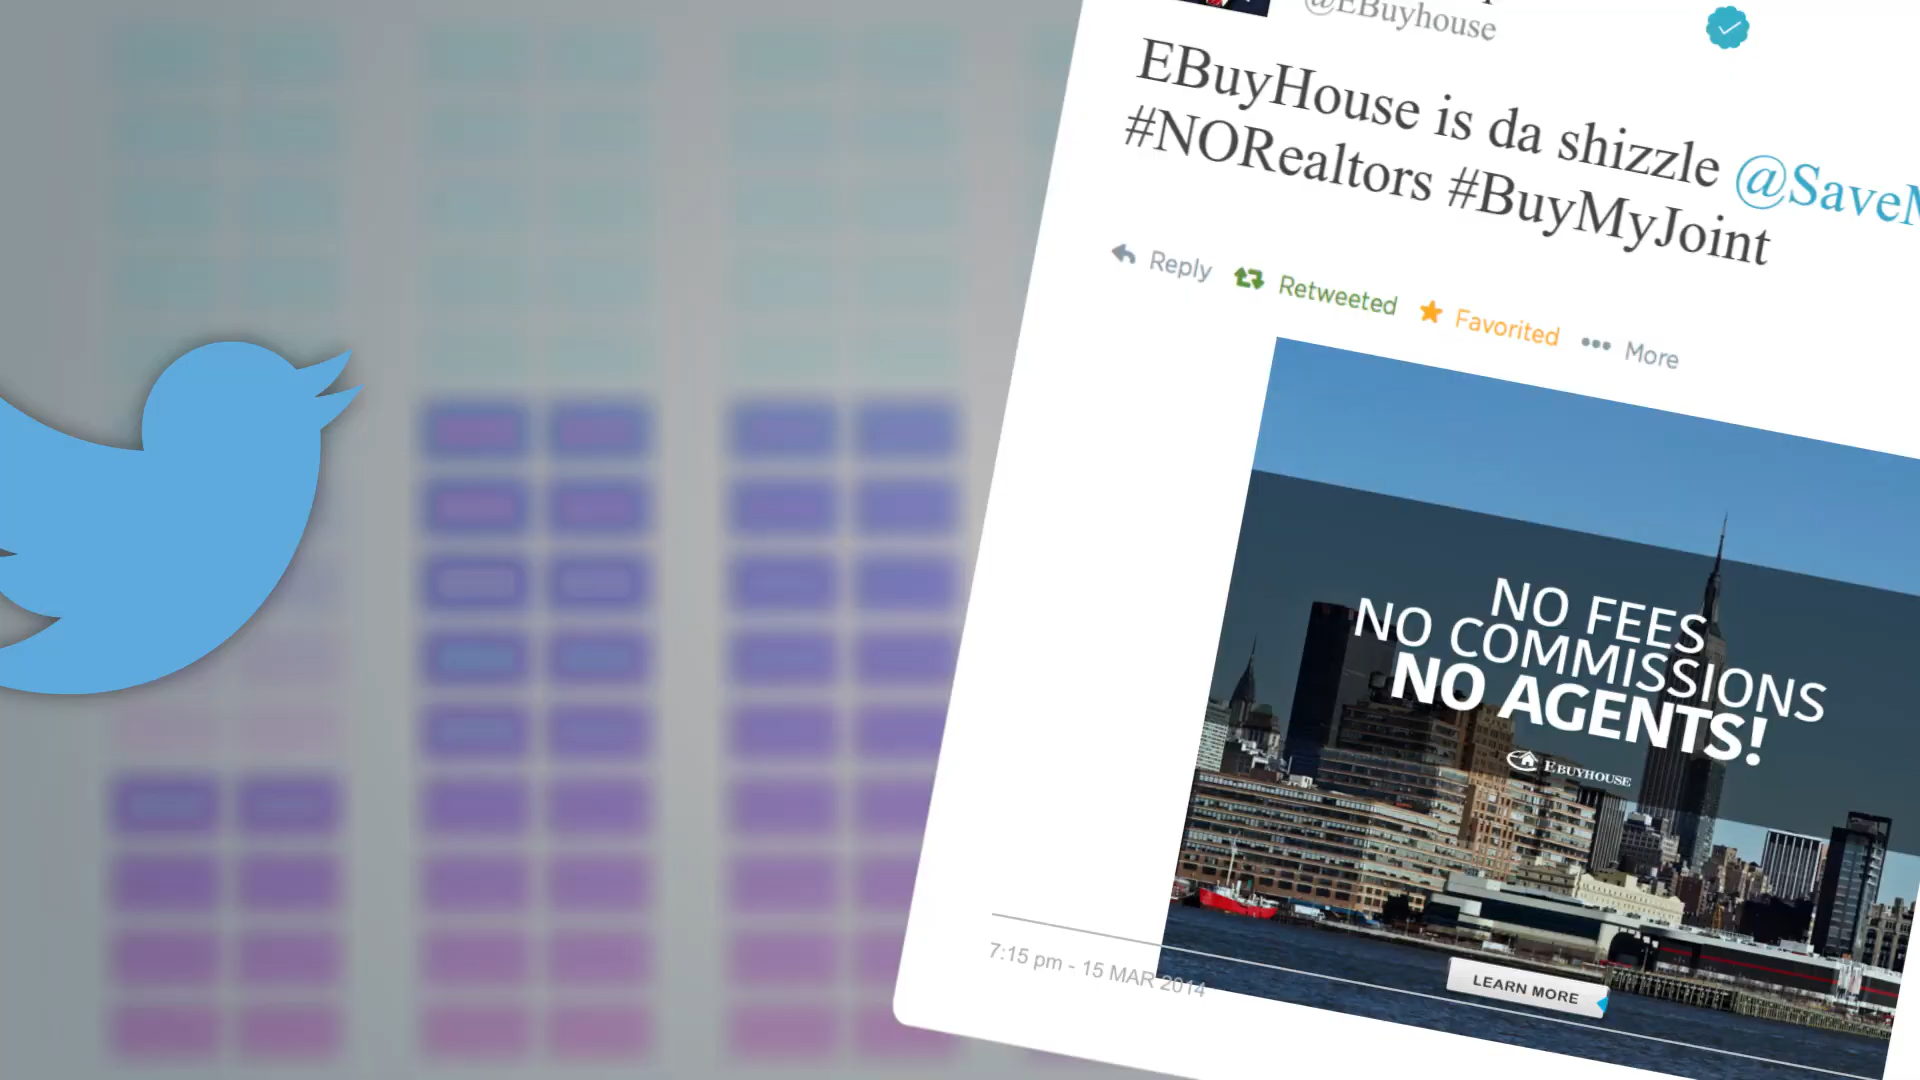 @EBuyhouse
EBuyHouse is da shizzle
#NORealtors #BuyMyJoint
Reply Retweeted Favorited More
NO FEES
NO COMMISSIONS
NO AGENTS!
EBUYHOUSE
LEARN MORE
7:15 pm - 15 MAR 2014